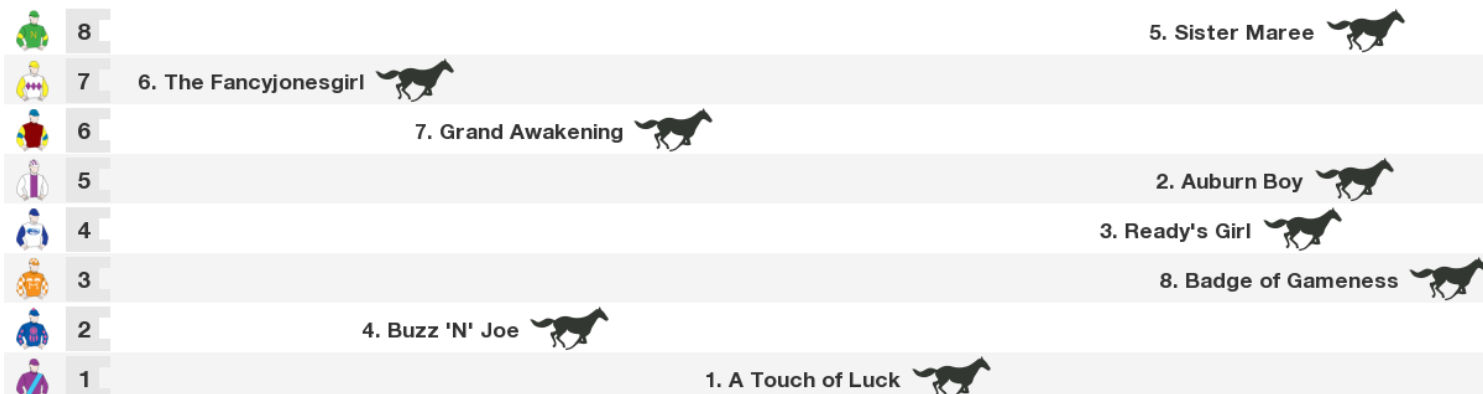 8 5. Sister Maree
7 6. The Fancyjonesgirl
6 7. Grand Awakening
5 2. Auburn Boy
4 3. Ready's Girl
3 8. Badge of Gameness
2 4. Buzz 'N' Joe
1 1. A Touch of Luck